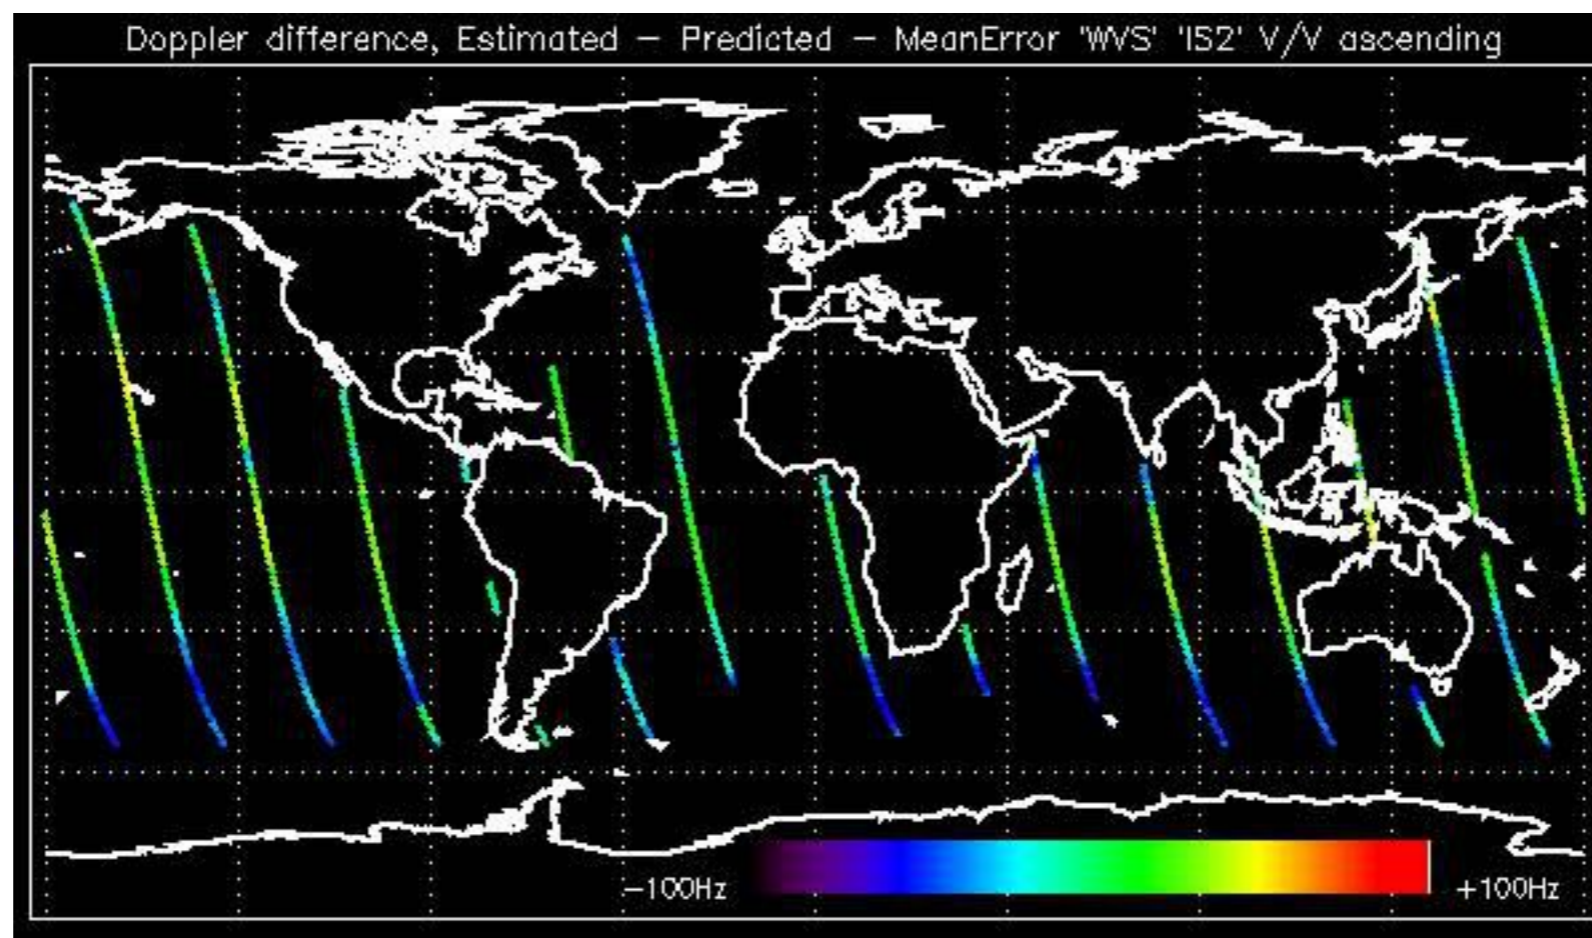 Doppler difference, Estimated – Predicted – MeanError 'WVS' 'IS2' V/V ascending
–100Hz +100Hz